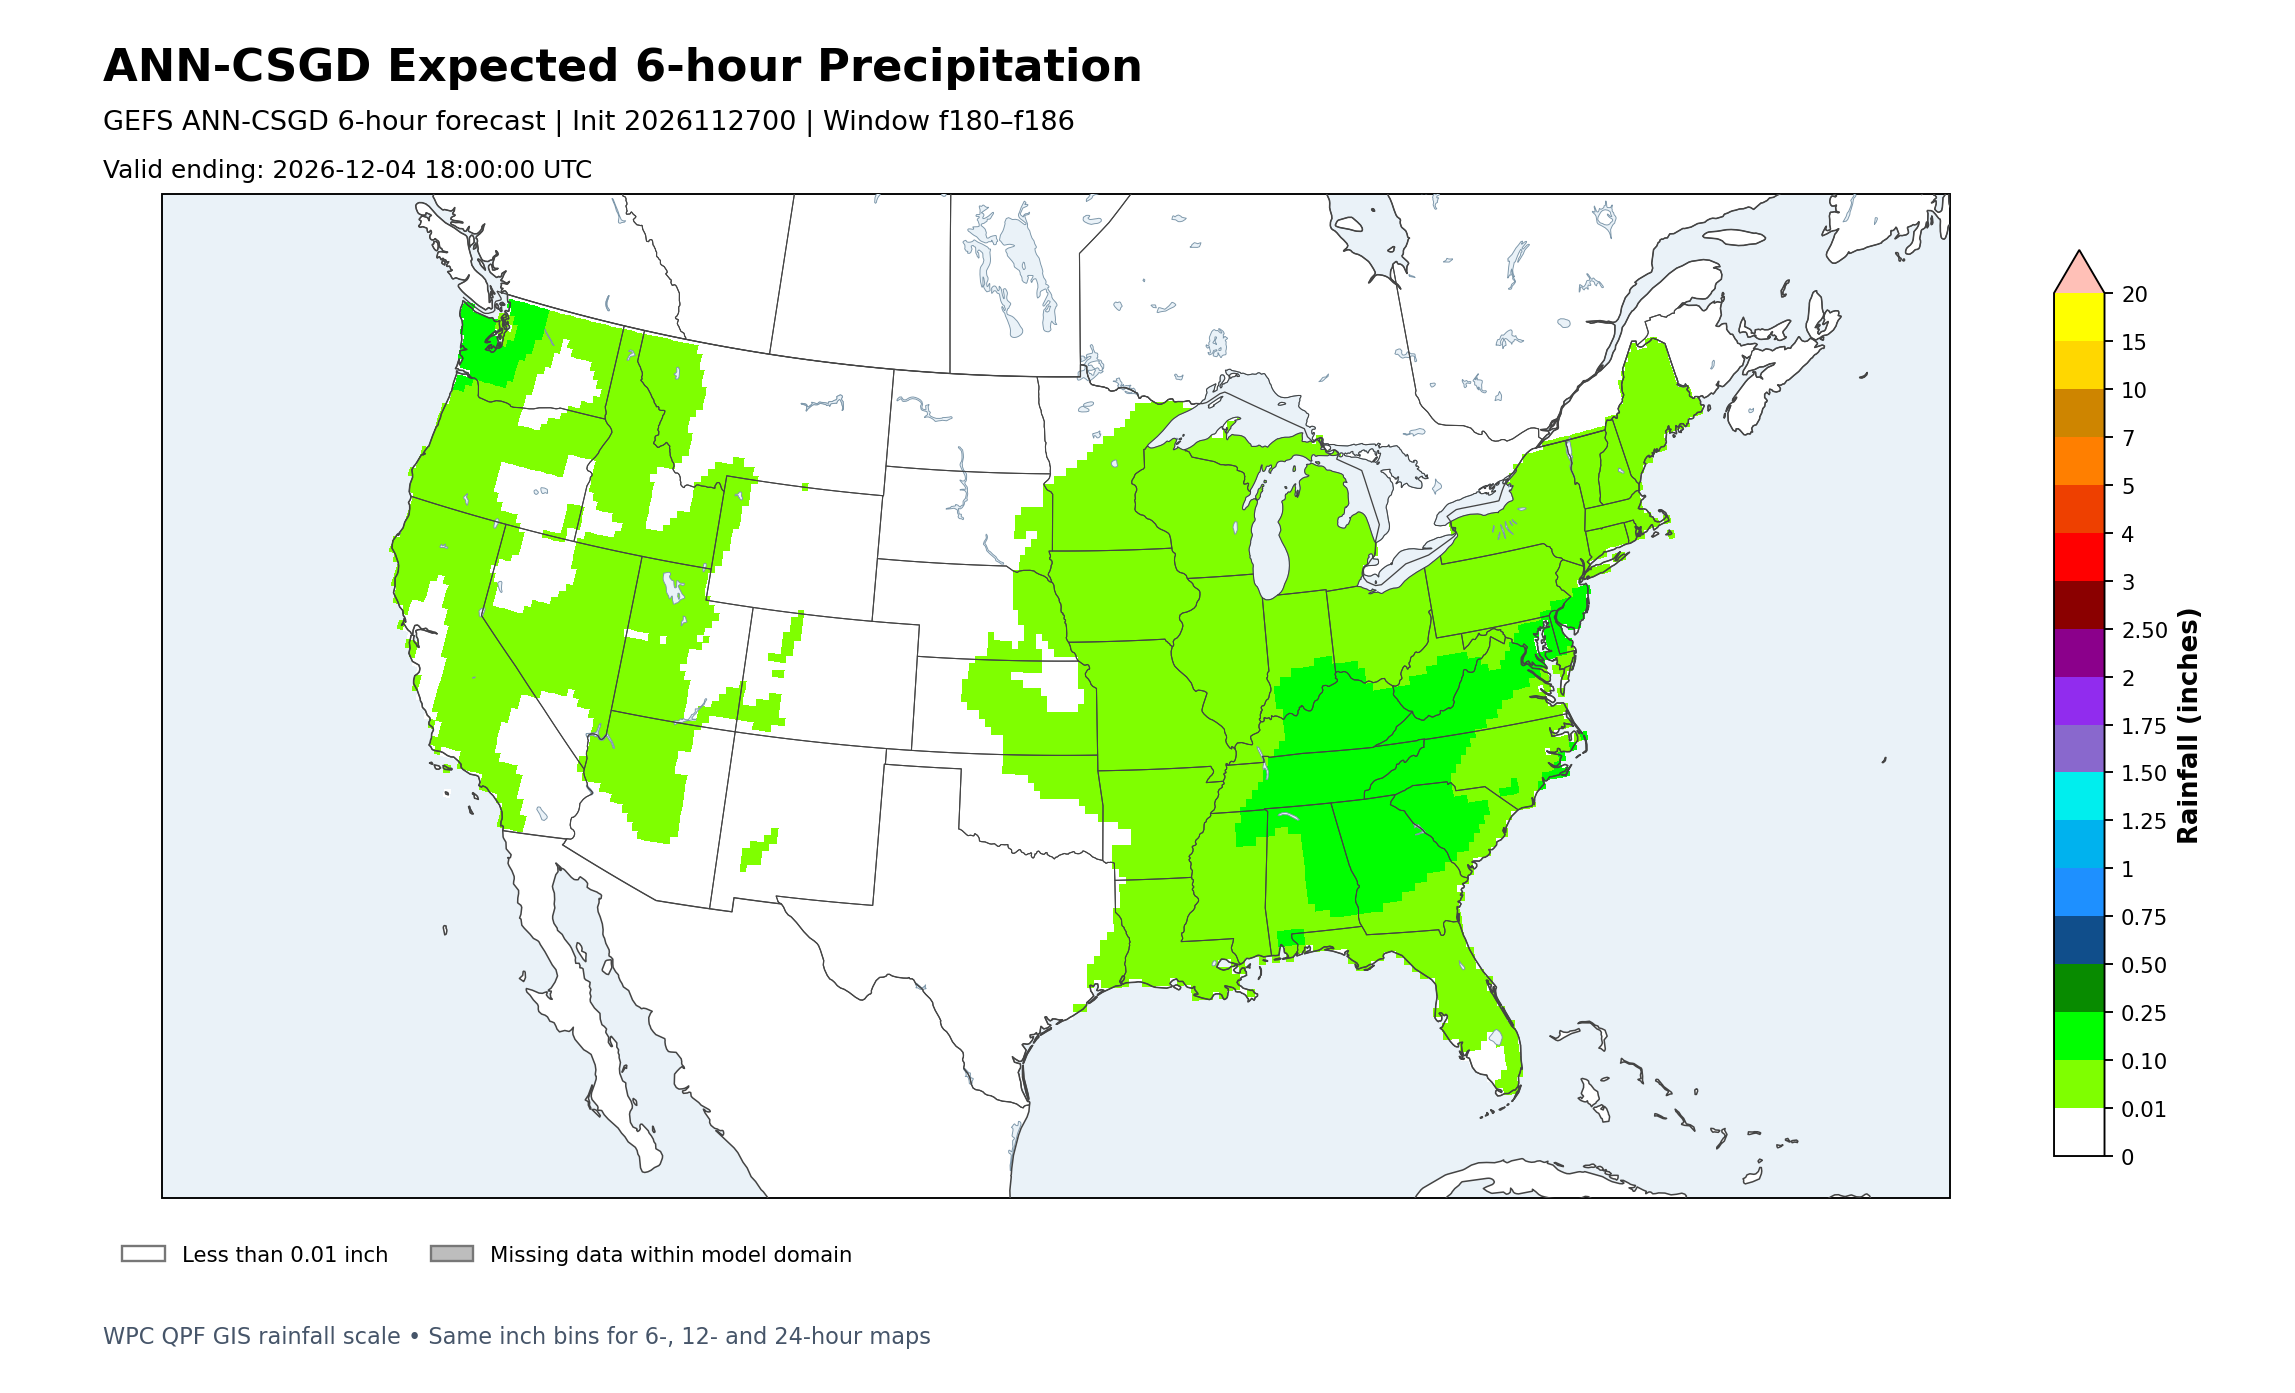 ANN-CSGD Expected 6-hour Precipitation
GEFS ANN-CSGD 6-hour forecast | Init 2026112700 | Window f180–f186
Valid ending: 2026-12-04 18:00:00 UTC
20
15
10
7
5
4
3
2.50
2
1.75
1.50
1.25
1
0.75
0.50
0.25
0.10
0.01
0
Rainfall (inches)
Less than 0.01 inch
Missing data within model domain
WPC QPF GIS rainfall scale • Same inch bins for 6-, 12- and 24-hour maps